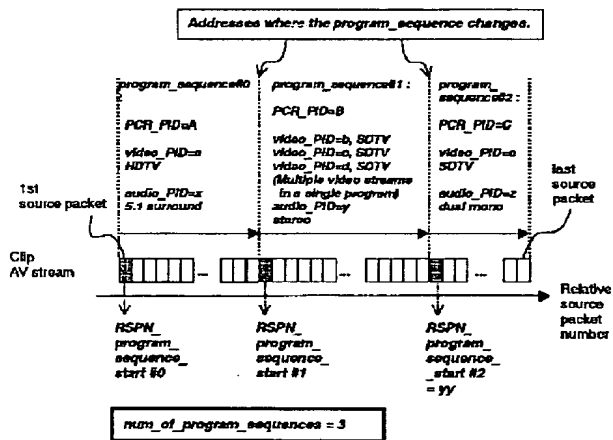 Addresses where the program_sequence changes.
program_sequence#0
PCR_PID=A
video_PID=a
HDTV
audio_PID=x
5.1 surround
program_sequence#1 :
PCR_PID=B
video_PID=b, SDTV
video_PID=c, SDTV
video_PID=d, SDTV
(Multiple video streams
in a single program)
audio_PID=y
stereo
program_
sequence#2 :
PCR_PID=C
video_PID=a
SDTV
audio_PID=z
dual mono
1st
source packet
last
source
packet
Clip
AV stream
...
...
...
Relative
source
packet
number
RSPN_
program_
sequence_
start #0
RSPN_
program_
sequence_
start #1
RSPN_
program_
sequence
_start #2
= yy
num_of_program_sequences = 3